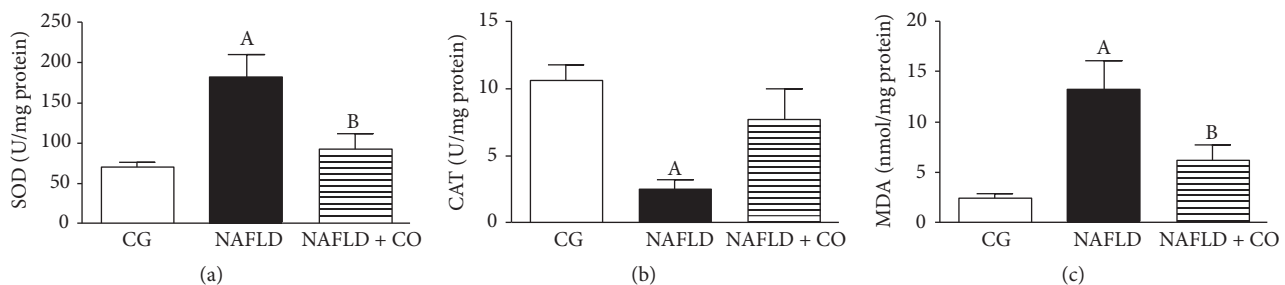 SOD (U/mg protein)
250
200
150
100
50
0
A
B
CG
NAFLD
NAFLD + CO
(a)
CAT (U/mg protein)
15
10
5
0
A
CG
NAFLD
NAFLD + CO
(b)
MDA (nmol/mg protein)
20
15
10
5
0
A
B
CG
NAFLD
NAFLD + CO
(c)